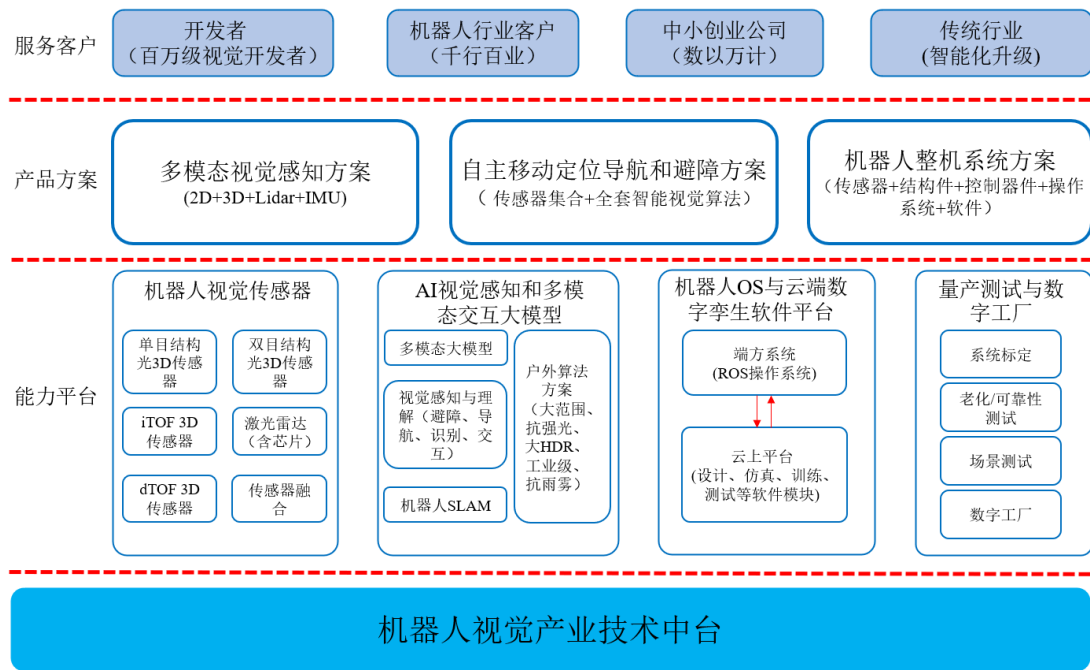 服务客户
开发者
（百万级视觉开发者）
机器人行业客户
（千行百业）
中小创业公司
（数以万计）
传统行业
(智能化升级)
产品方案
多模态视觉感知方案
(2D+3D+Lidar+IMU)
自主移动定位导航和避障方案
（ 传感器集合+全套智能视觉算法）
机器人整机系统方案
（传感器+结构件+控制器件+操作
系统+软件）
能力平台
机器人视觉传感器
单目结构
光3D传感
器
双目结构
光3D传感
器
iTOF 3D
传感器
激光雷达
（含芯片）
dTOF 3D
传感器
传感器融
合
AI视觉感知和多模
态交互大模型
多模态大模型
视觉感知与理
解（避障、导
航、识别、交
互）
机器人SLAM
户外算法
方案
（大范围、
抗强光、
大HDR、
工业级、
抗雨雾）
机器人OS与云端数
字孪生软件平台
端方系统
(ROS操作系统)
云上平台
(设计、仿真、训练、
测试等软件模块)
量产测试与数
字工厂
系统标定
老化/可靠性
测试
场景测试
数字工厂
机器人视觉产业技术中台